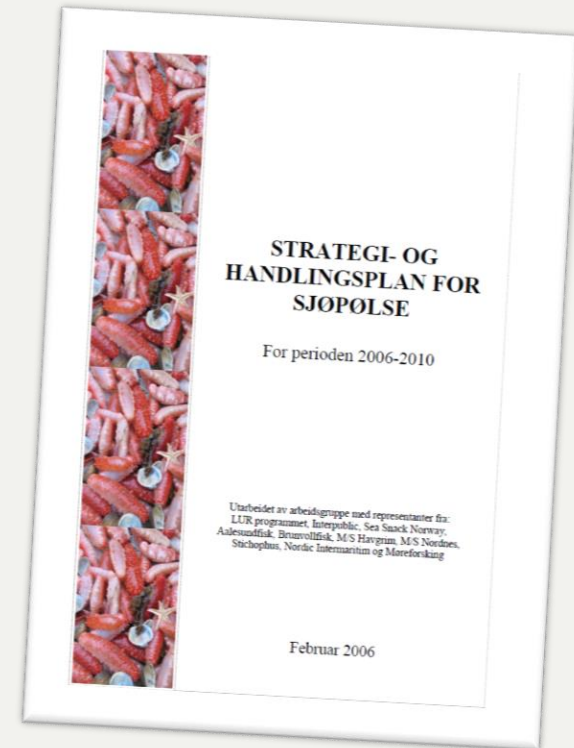 STRATEGI- OG
HANDLINGSPLAN FOR
SJØPØLSE
For perioden 2006-2010
Utarbeidet av arbeidsgruppe med representanter fra:
LUR programmet, Interpublic, Sea Snack Norway,
Aalesundfisk, Brunvollfisk, M/S Havgrim, M/S Nordnes,
Stichophus, Nordic Intermaritim og Møreforsking
Februar 2006